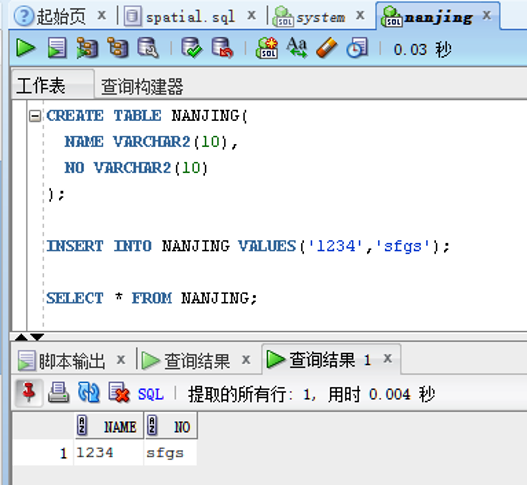 起始页 spatial.sql system nanjing
0.03 秒
工作表 查询构建器
CREATE TABLE NANJING(
NAME VARCHAR2(10),
NO VARCHAR2(10)
);
INSERT INTO NANJING VALUES('1234','sfgs');
SELECT * FROM NANJING;
脚本输出 查询结果 查询结果 1
SQL 提取的所有行: 1, 用时 0.004 秒
NAME NO
1 1234 sfgs